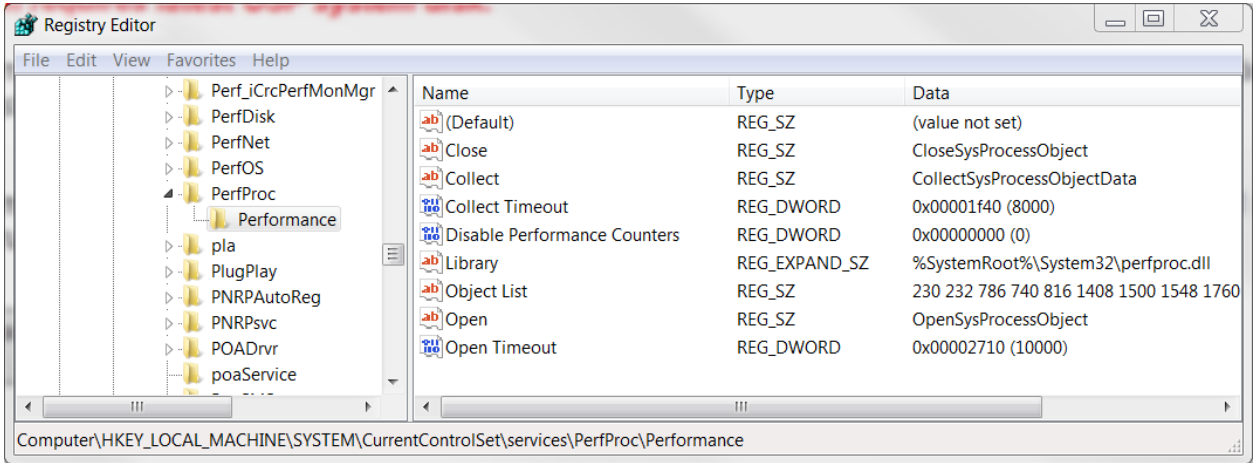 requires latest
system disk.
Registry Editor
File Edit View Favorites Help
Perf_iCrcPerfMonMgr
PerfDisk
PerfNet
PerfOS
PerfProc
Performance
pla
PlugPlay
PNRPAutoReg
PNRPsvc
POADrvr
poaService
Name Type Data
(Default) REG_SZ (value not set)
Close REG_SZ CloseSysProcessObject
Collect REG_SZ CollectSysProcessObjectData
Collect Timeout REG_DWORD 0x00001f40 (8000)
Disable Performance Counters REG_DWORD 0x00000000 (0)
Library REG_EXPAND_SZ %SystemRoot%\System32\perfproc.dll
Object List REG_SZ 230 232 786 740 816 1408 1500 1548 1760
Open REG_SZ OpenSysProcessObject
Open Timeout REG_DWORD 0x00002710 (10000)
Computer\HKEY_LOCAL_MACHINE\SYSTEM\CurrentControlSet\services\PerfProc\Performance